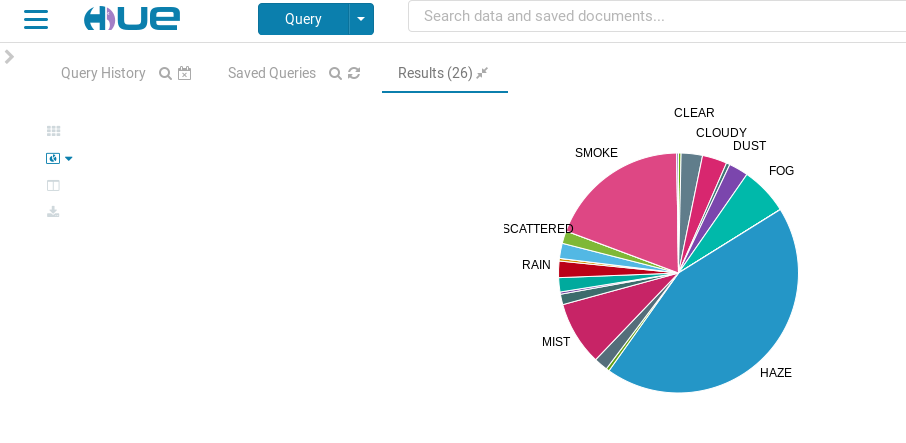 HUE
Query
Search data and saved documents...
Query History
Saved Queries
Results (26)
CLEAR
CLOUDY
DUST
SMOKE
FOG
SCATTERED
RAIN
MIST
HAZE